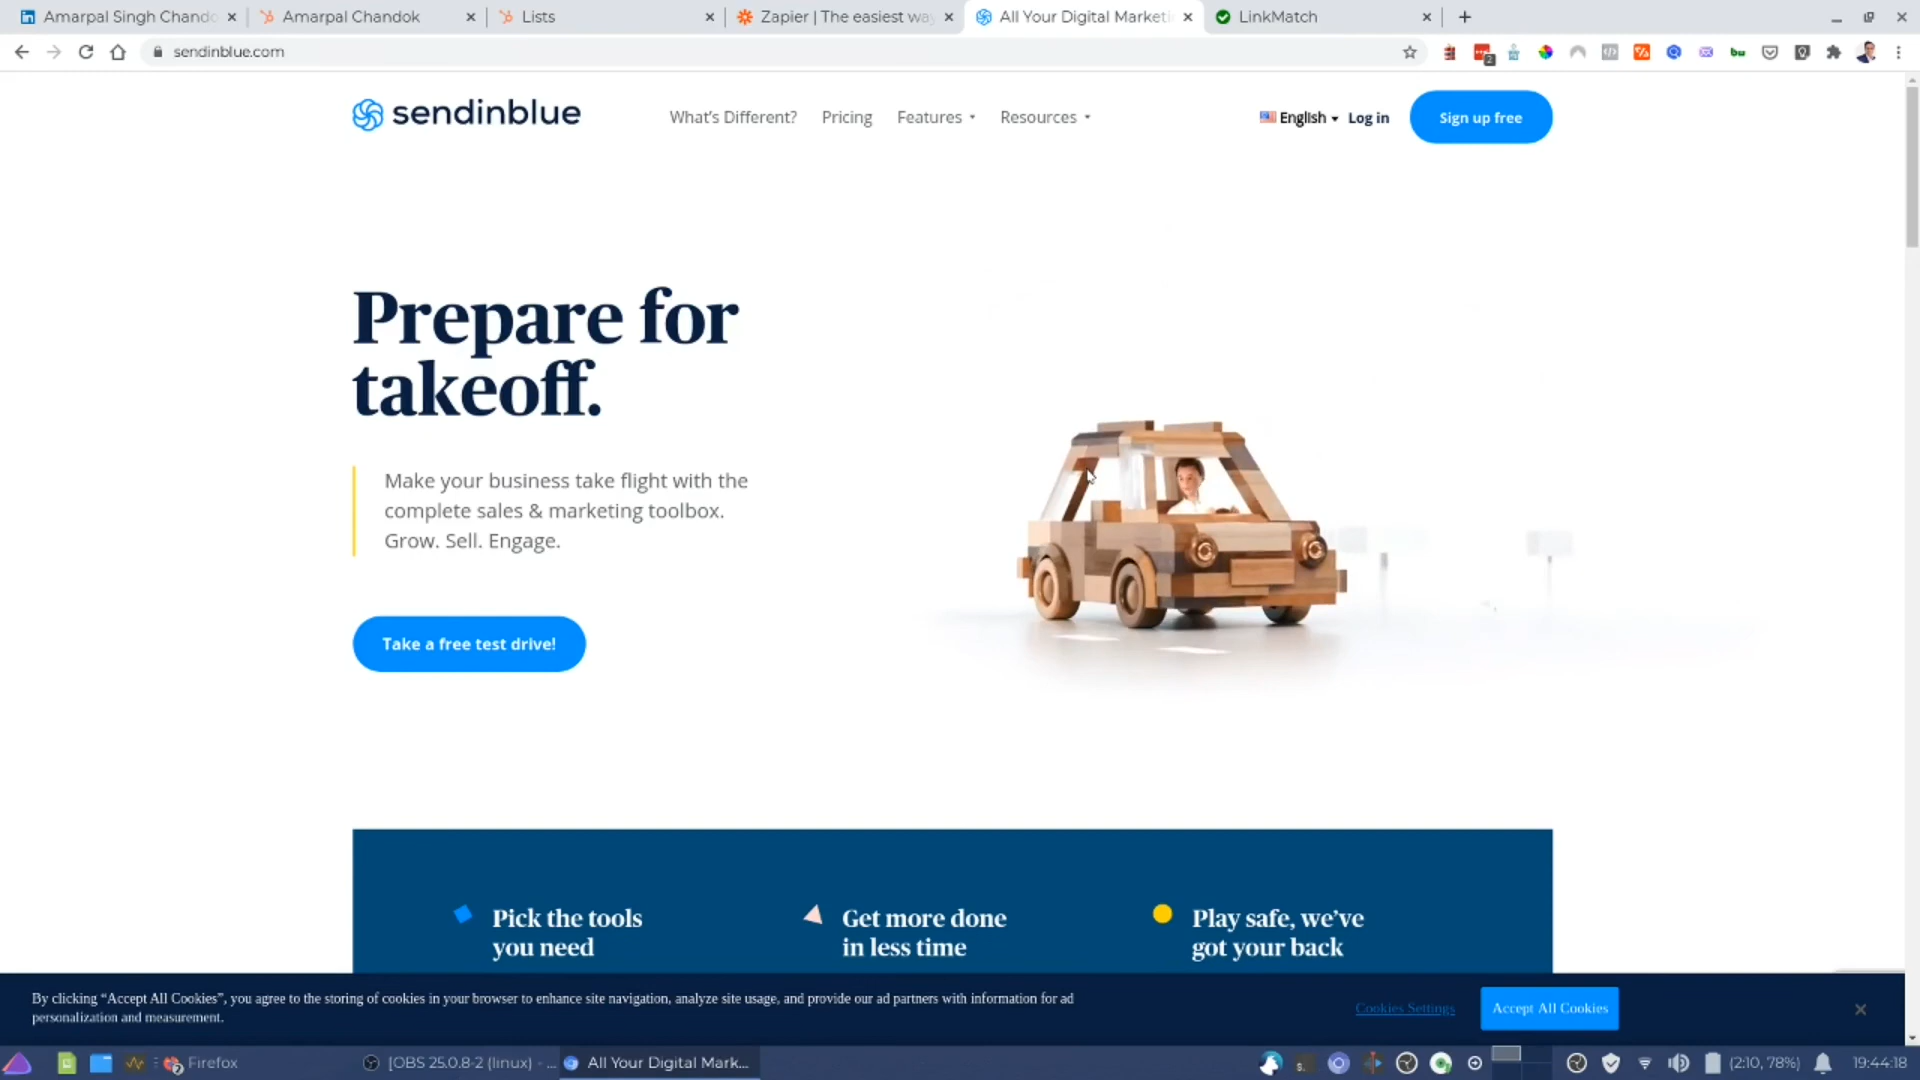 Amarpal Singh Chando
Amarpal Chandok
Lists
Zapier | The easiest way
All Your Digital Marketi
LinkMatch
sendinblue.com
2
sendinblue
What's Different?
Pricing
Features
Resources
English
Log in
Sign up free
Prepare for
takeoff.
Make your business take flight with the
complete sales & marketing toolbox.
Grow. Sell. Engage.
Take a free test drive!
Pick the tools
you need
Get more done
in less time
Play safe, we've
got your back
By clicking “Accept All Cookies”, you agree to the storing of cookies in your browser to enhance site navigation, analyze site usage, and provide our ad partners with information for ad
personalization and measurement.
Cookies Settings
Accept All Cookies
Firefox
[OBS 25.0.8-2 (linux) - ...
All Your Digital Mark...
(2:10, 78%)
19:44:18